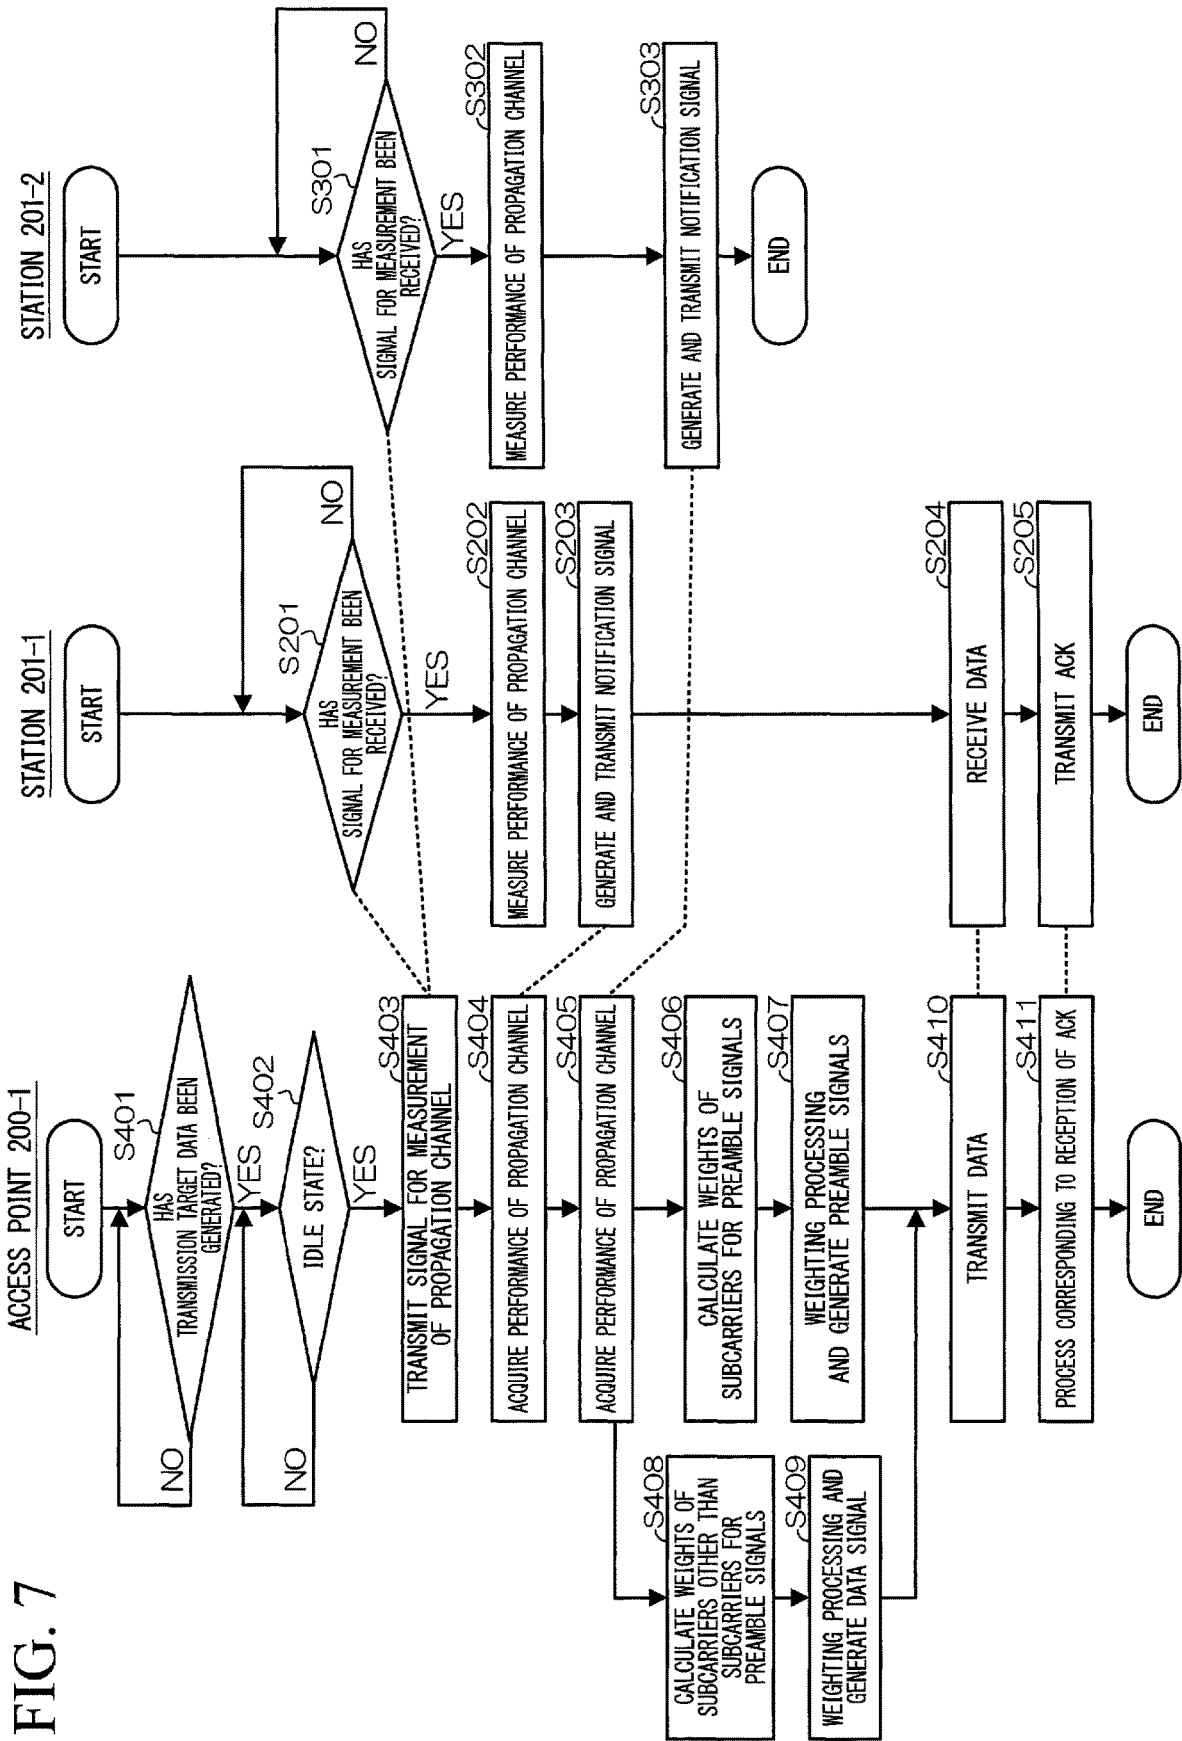 FIG. 7
ACCESS POINT 200-1
START
S401
HAS
TRANSMISSION TARGET DATA BEEN
GENERATED?
NO
YES
S402
IDLE STATE?
NO
YES
S403
TRANSMIT SIGNAL FOR MEASUREMENT
OF PROPAGATION CHANNEL
S404
ACQUIRE PERFORMANCE OF PROPAGATION CHANNEL
S405
ACQUIRE PERFORMANCE OF PROPAGATION CHANNEL
S406
CALCULATE WEIGHTS OF
SUBCARRIERS FOR PREAMBLE SIGNALS
S407
WEIGHTING PROCESSING
AND GENERATE PREAMBLE SIGNALS
S408
CALCULATE WEIGHTS OF
SUBCARRIERS OTHER THAN
SUBCARRIERS FOR
PREAMBLE SIGNALS
S409
WEIGHTING PROCESSING AND
GENERATE DATA SIGNAL
S410
TRANSMIT DATA
S411
PROCESS CORRESPONDING TO RECEPTION OF ACK
END
STATION 201-1
START
S201
HAS
SIGNAL FOR MEASUREMENT BEEN
RECEIVED?
NO
YES
S202
MEASURE PERFORMANCE OF PROPAGATION CHANNEL
S203
GENERATE AND TRANSMIT NOTIFICATION SIGNAL
S204
RECEIVE DATA
S205
TRANSMIT ACK
END
STATION 201-2
START
S301
HAS
SIGNAL FOR MEASUREMENT BEEN
RECEIVED?
NO
YES
S302
MEASURE PERFORMANCE OF PROPAGATION CHANNEL
S303
GENERATE AND TRANSMIT NOTIFICATION SIGNAL
END